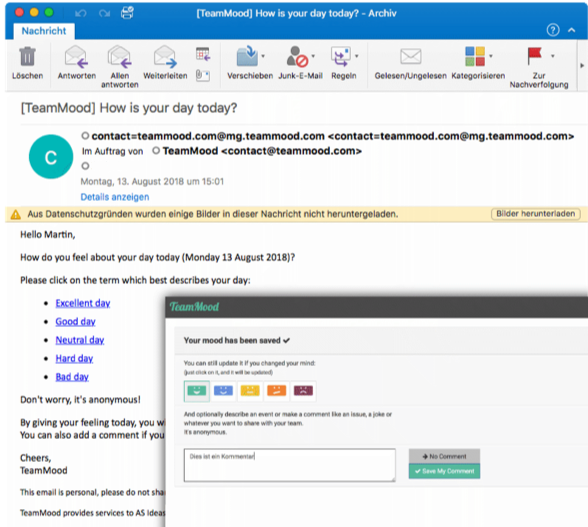 [TeamMood] How is your day today? - Archiv
Nachricht
Löschen
Antworten
Allen antworten
Weiterleiten
Verschieben
Junk-E-Mail
Regeln
Gelesen/Ungelesen
Kategorisieren
Zur Nachverfolgung
[TeamMood] How is your day today?
C
contact=teammood.com@mg.teammood.com <contact=teammood.com@mg.teammood.com>
Im Auftrag von TeamMood <contact@teammood.com>
Montag, 13. August 2018 um 15:01
Details anzeigen
Aus Datenschutzgründen wurden einige Bilder in dieser Nachricht nicht heruntergeladen.
Bilder herunterladen
Hello Martin,
How do you feel about your day today (Monday 13 August 2018)?
Please click on the term which best describes your day:
• Excellent day
• Good day
• Neutral day
• Hard day
• Bad day
Don't worry, it's anonymous!
By giving your feeling today, you w
You can also add a comment if you
Cheers,
TeamMood
This email is personal, please do not sha
TeamMood provides services to AS Ideas
TeamMood
Your mood has been saved ✔
You can still update it if you changed your mind:
(just click on it, and it will be updated)
And optionally describe an event or make a comment like an issue, a joke or
whatever you want to share with your team.
It's anonymous.
Dies ist ein Kommentar
No Comment
Save My Comment